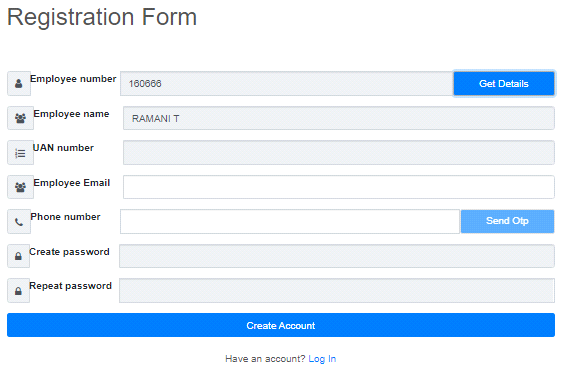 Registration Form
Employee number 160666 Get Details
Employee name RAMANI T
UAN number
Employee Email
Phone number Send Otp
Create password
Repeat password
Create Account
Have an account? Log In